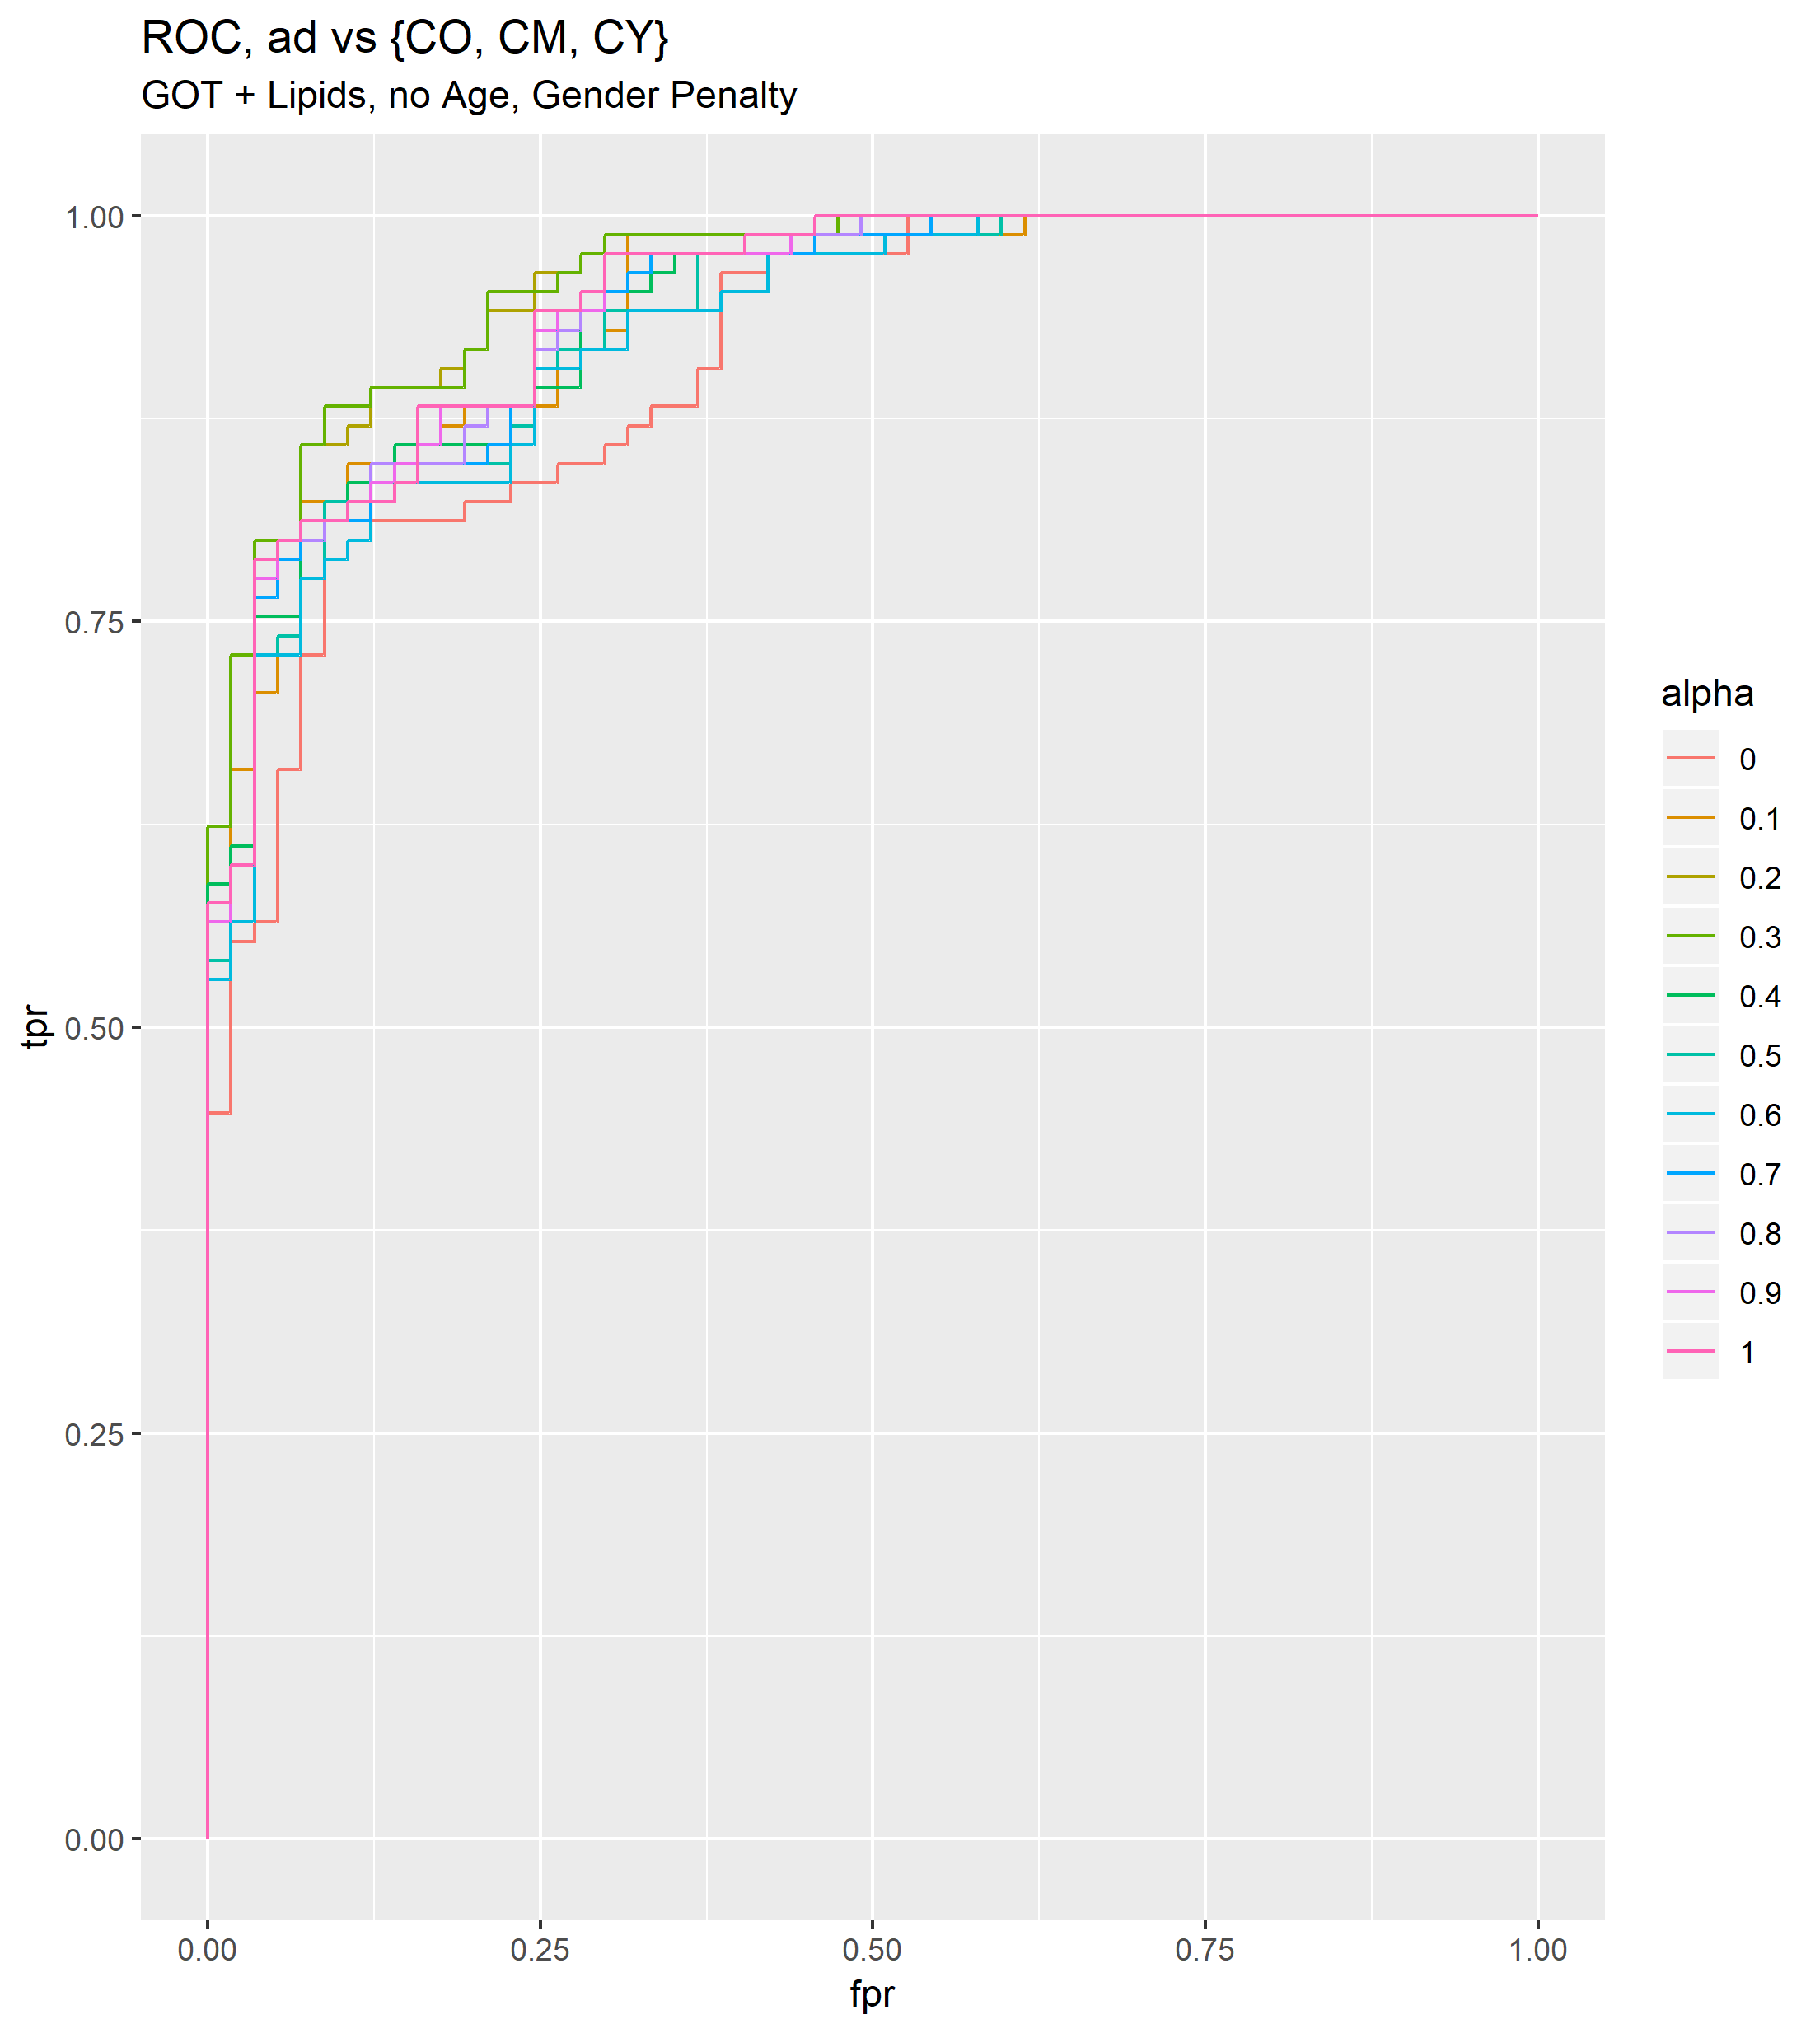 ROC, ad vs {CO, CM, CY}
GOT + Lipids, no Age, Gender Penalty
1.00
0.75
0.50
0.25
0.00
tpr
0.00 0.25 0.50 0.75 1.00
fpr
alpha
0
0.1
0.2
0.3
0.4
0.5
0.6
0.7
0.8
0.9
1